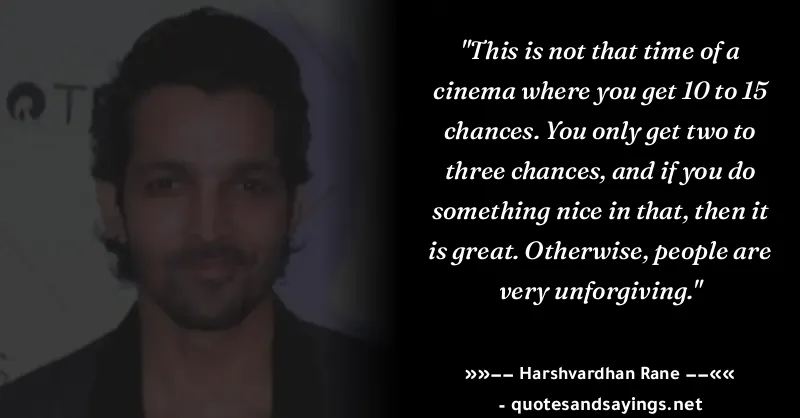 "This is not that time of a
cinema where you get 10 to 15
chances. You only get two to
three chances, and if you do
something nice in that, then it
is great. Otherwise, people are
very unforgiving."
»»−− Harshvardhan Rane −−««
- quotesandsayings.net